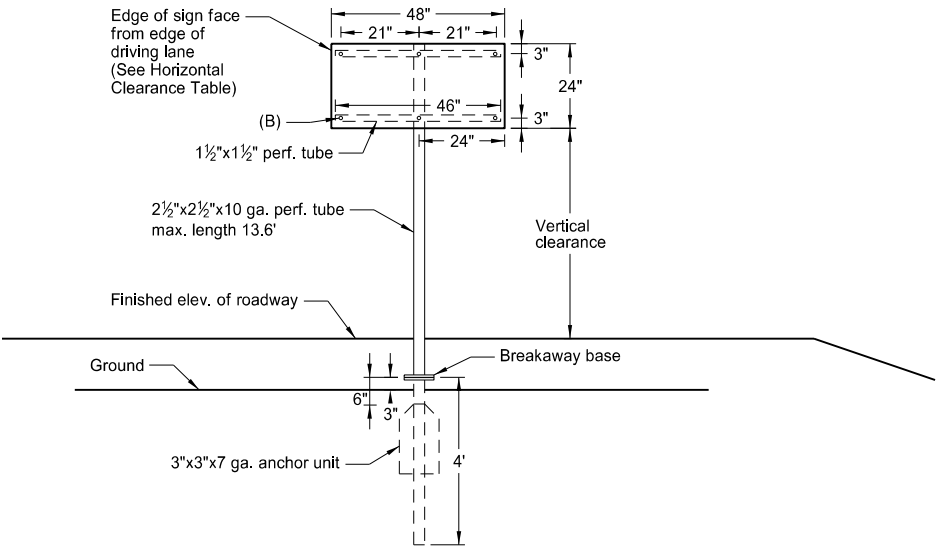 Edge of sign face
from edge of
driving lane
(See Horizontal
Clearance Table)
48"
21"
21"
3"
24"
46"
(B)
3"
24"
1½"x1½" perf. tube
2½"x2½"x10 ga. perf. tube
max. length 13.6'
Vertical
clearance
Finished elev. of roadway
Breakaway base
Ground
6"
3"
3"x3"x7 ga. anchor unit
4'